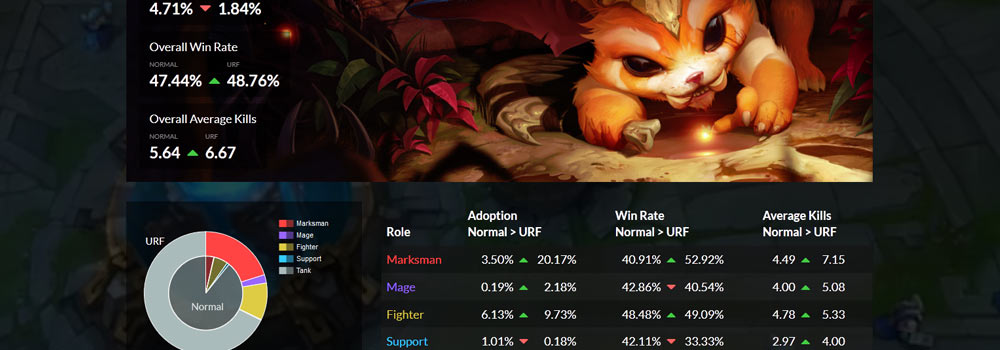 4.71% 1.84%
Overall Win Rate
NORMAL URF
47.44% 48.76%
Overall Average Kills
NORMAL URF
5.64 6.67
URF
Normal
Marksman
Mage
Fighter
Support
Tank
Adoption Win Rate Average Kills
Role Normal > URF Normal > URF Normal > URF
Marksman 3.50% 20.17% 40.91% 52.92% 4.49 7.15
Mage 0.19% 2.18% 42.86% 40.54% 4.00 5.08
Fighter 6.13% 9.73% 48.48% 49.09% 4.78 5.33
Support 1.01% 0.18% 42.11% 33.33% 2.97 4.00